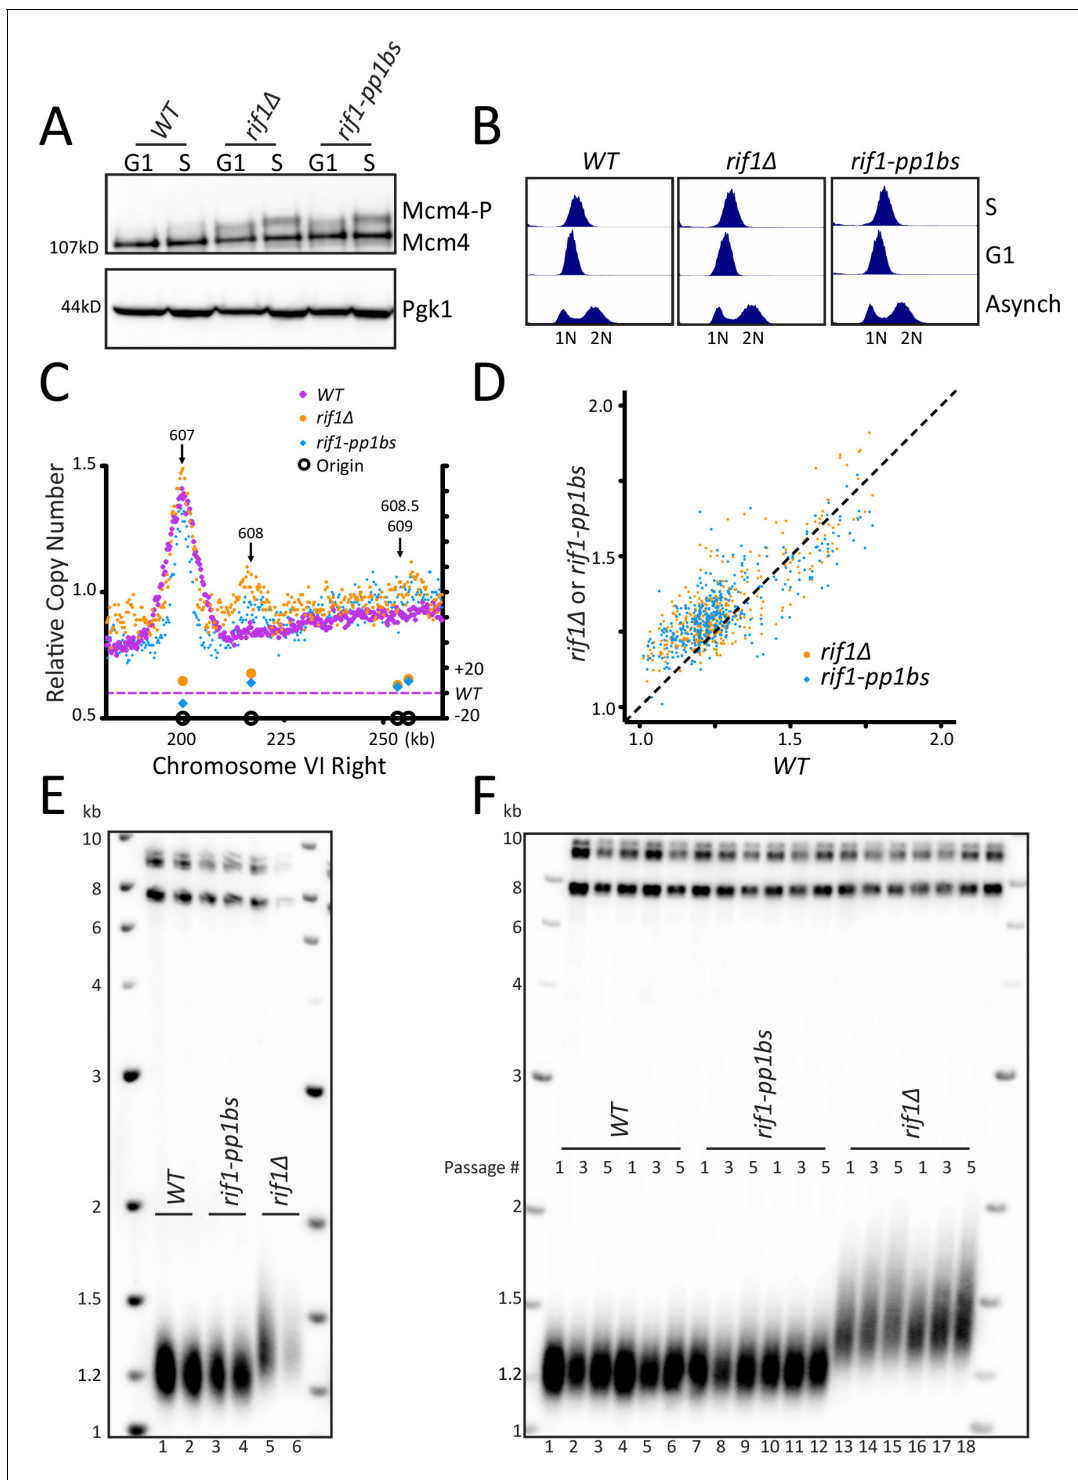 A
WT
rif1Δ
rif1-pp1bs
G1 S G1 S G1 S
Mcm4-P
Mcm4
107kD
44kD
Pgk1
B
WT rif1Δ rif1-pp1bs
S
G1
Asynch
1N 2N 1N 2N 1N 2N
C
WT
rif1Δ
rif1-pp1bs
Origin
607
608
608.5
609
1.5
1.0
0.5
Relative Copy Number
+20
WT
-20
200 225 250 (kb)
Chromosome VI Right
D
2.0
1.5
1.0
rif1Δ or rif1-pp1bs
rif1Δ
rif1-pp1bs
1.0 1.5 2.0
WT
E
kb
10
8
6
4
3
2
1.5
1.2
1
WT
rif1-pp1bs
rif1Δ
1 2 3 4 5 6
F
kb
10
8
6
4
3
2
1.5
1.2
1
WT
rif1-pp1bs
rif1Δ
Passage # 1 3 5 1 3 5 1 3 5 1 3 5 1 3 5 1 3 5
1 2 3 4 5 6 7 8 9 10 11 12 13 14 15 16 17 18